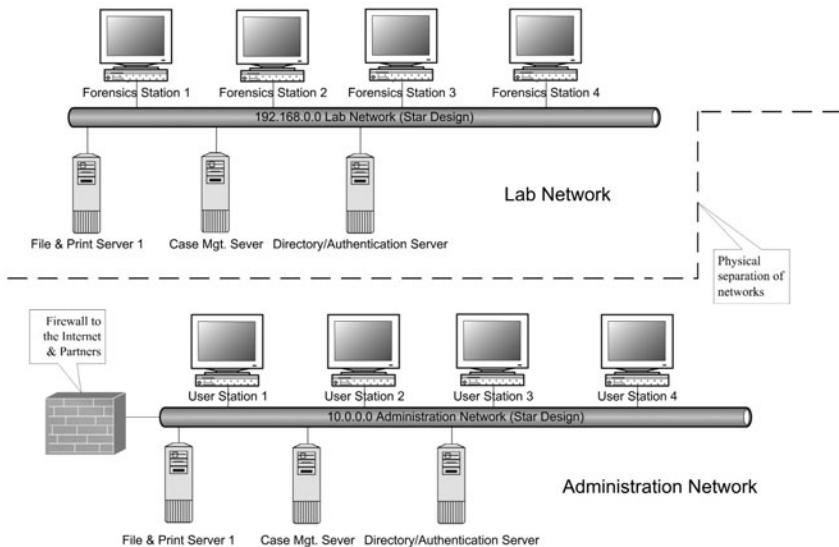 Forensics Station 1
Forensics Station 2
Forensics Station 3
Forensics Station 4
192.168.0.0 Lab Network (Star Design)
Lab Network
File & Print Server 1
Case Mgt. Sever
Directory/Authentication Server
Physical
separation of
networks
Firewall to
the Internet
& Partners
User Station 1
User Station 2
User Station 3
User Station 4
10.0.0.0 Administration Network (Star Design)
Administration Network
File & Print Server 1
Case Mgt. Sever
Directory/Authentication Server